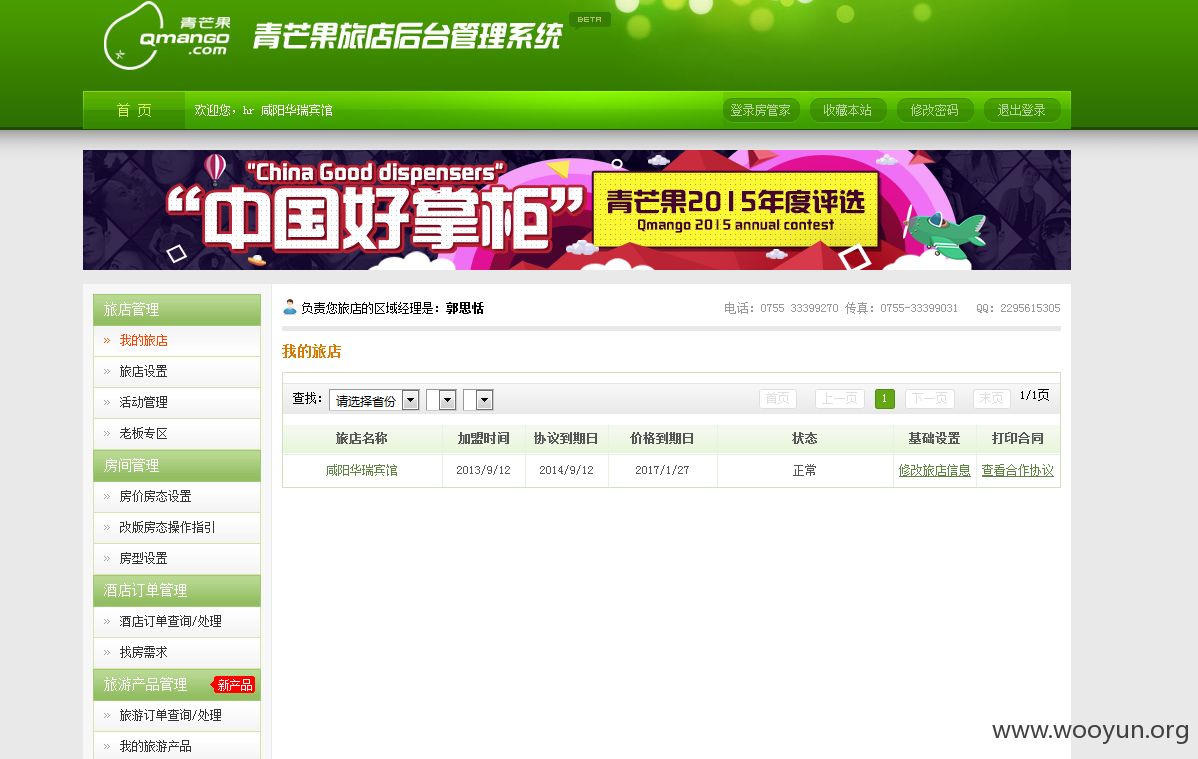 青芒果
Qmango
.com
青芒果旅店后台管理系统
BETA
首 页
欢迎您，hr 咸阳华瑞宾馆
登录房管家
收藏本站
修改密码
退出登录
"China Good dispensers"
“中国好掌柜”
青芒果2015年度评选
Qmango 2015 annual contest
旅店管理
» 我的旅店
» 旅店设置
» 活动管理
» 老板专区
房间管理
» 房价房态设置
» 改版房态操作指引
» 房型设置
酒店订单管理
» 酒店订单查询/处理
» 找房需求
旅游产品管理 新产品
» 旅游订单查询/处理
» 我的旅游产品
负责您旅店的区域经理是：郭思恬
电话：0755 33399270 传真：0755-33399031 QQ：2295615305
我的旅店
查找： 请选择省份
首页 上一页 1 下一页 末页 1/1页
旅店名称 加盟时间 协议到期日 价格到期日 状态 基础设置 打印合同
咸阳华瑞宾馆 2013/9/12 2014/9/12 2017/1/27 正常 修改旅店信息 查看合作协议
www.wooyun.org